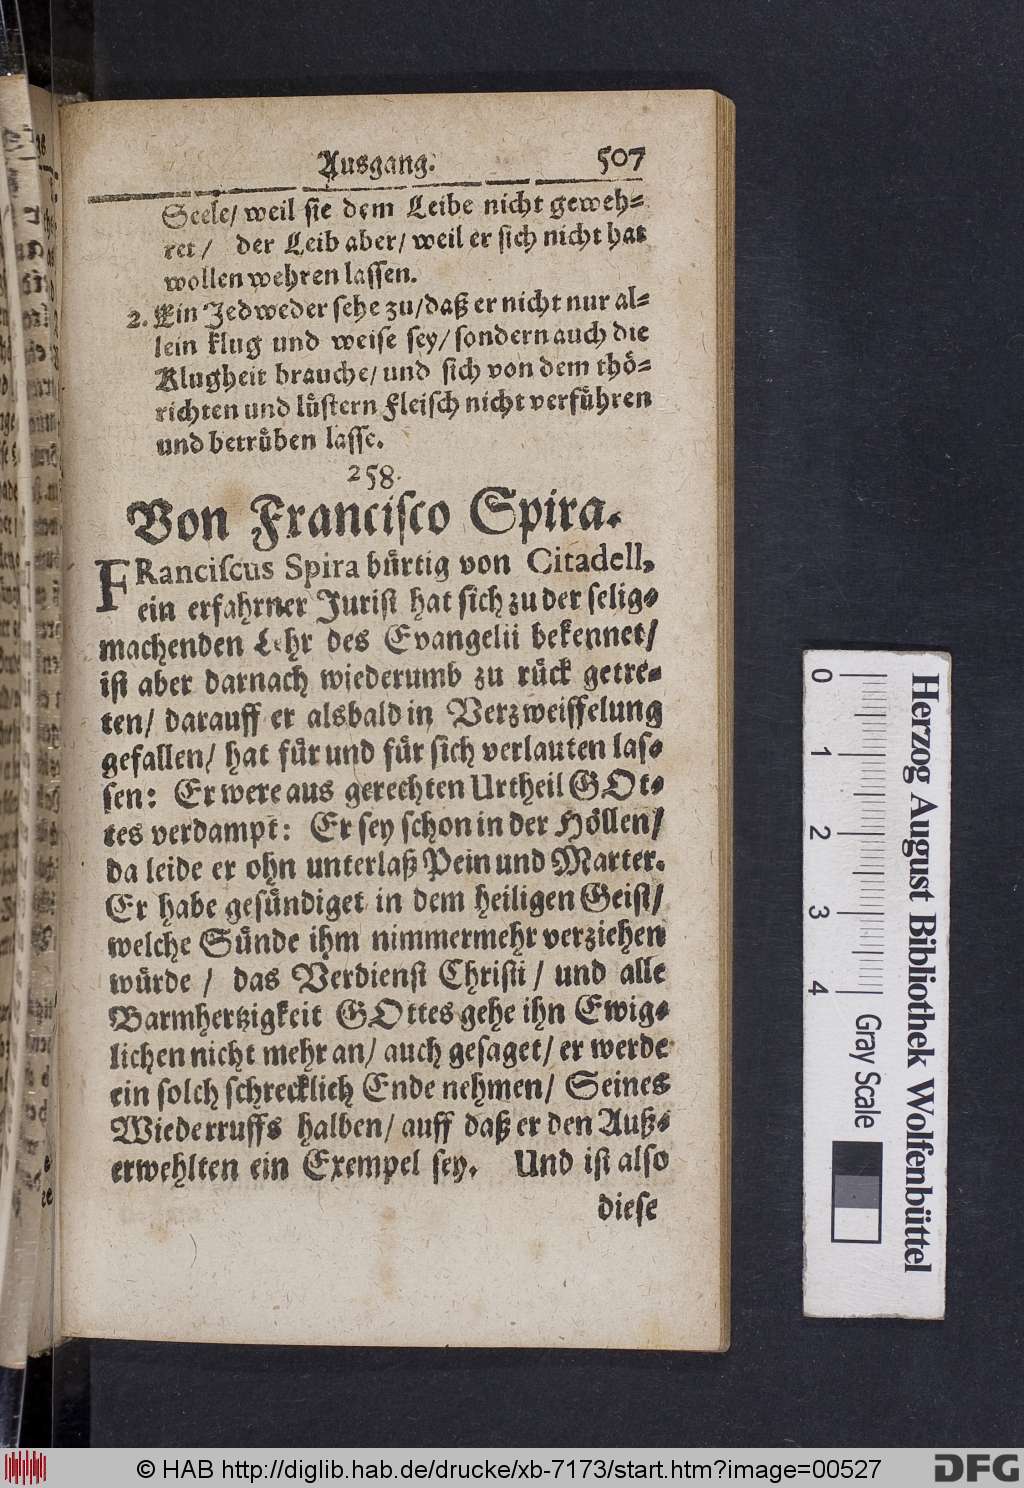 Ausgang. 507
Seele/ weil sie dem Leibe nicht geweh-
ret/ der Leib aber/ weil er sich nicht hat
wollen wehren lassen.
2. Ein Jedweder sehe zu/ daß er nicht nur al-
lein klug und weise sey/ sondern auch die
Klugheit brauche/ und sich von dem thö-
richten und lüstern Fleisch nicht verführen
und betrüben lasse.
258.
Von Francisco Spira.
FRanciscus Spira bürtig von Citadell,
ein erfahrner Jurist hat sich zu der selig-
machenden Lehr des Evangelii bekennet/
ist aber darnach wiederumb zu rück getre-
ten/ darauff er alsbald in Verzweiffelung
gefallen/ hat für und für sich verlauten las-
sen: Er were aus gerechten Urtheil GOt-
tes verdampt: Er sey schon in der Höllen/
da leide er ohn unterlaß Pein und Marter.
Er habe gesündiget in dem heiligen Geist/
welche Sünde ihm nimmermehr verziehen
würde / das Verdienst Christi / und alle
Barmhertzigkeit GOttes gehe ihn Ewig-
lichen nicht mehr an/ auch gesaget/ er werde
ein solch schrecklich Ende nehmen/ Seines
Wiederruffs halben/ auff daß er den Auß-
erwehlten ein Exempel sey. Und ist also
diese
Herzog August Bibliothek Wolfenbüttel
0 1 2 3 4 Gray Scale
© HAB http://diglib.hab.de/drucke/xb-7173/start.htm?image=00527
DFG